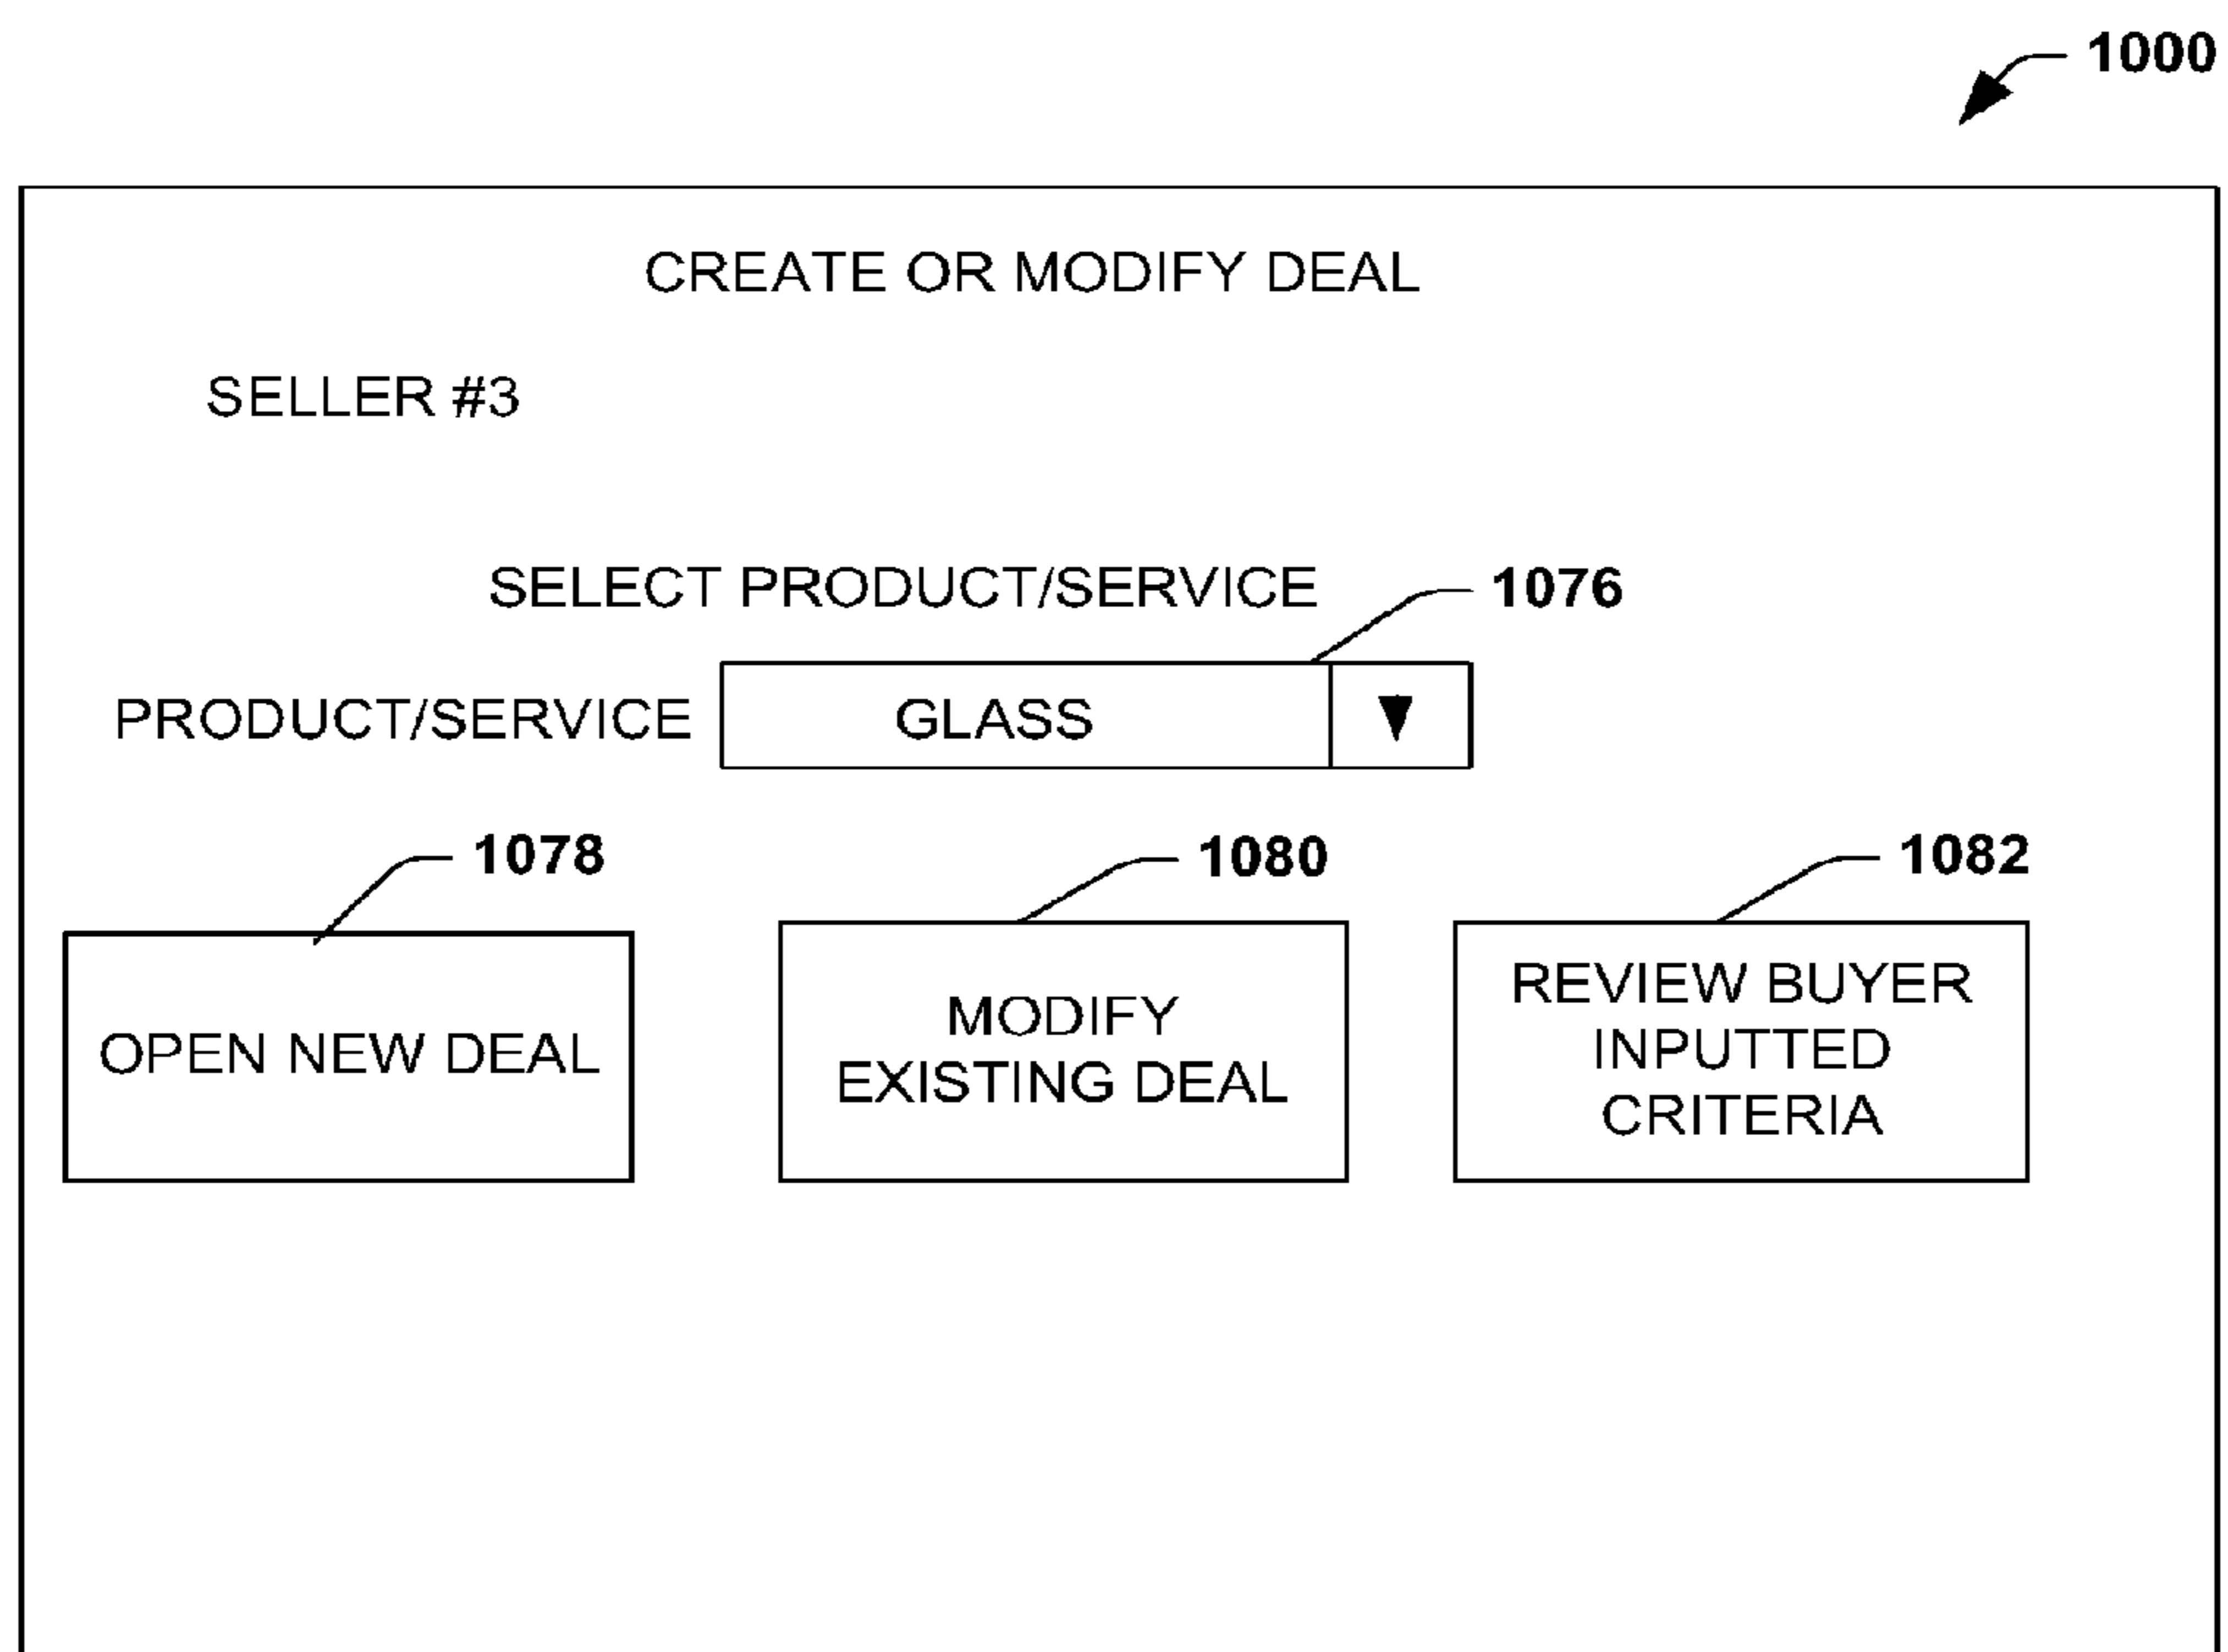 1000
CREATE OR MODIFY DEAL
SELLER #3
SELECT PRODUCT/SERVICE
1076
PRODUCT/SERVICE
GLASS
1078
1080
1082
OPEN NEW DEAL
MODIFY
EXISTING DEAL
REVIEW BUYER
INPUTTED
CRITERIA